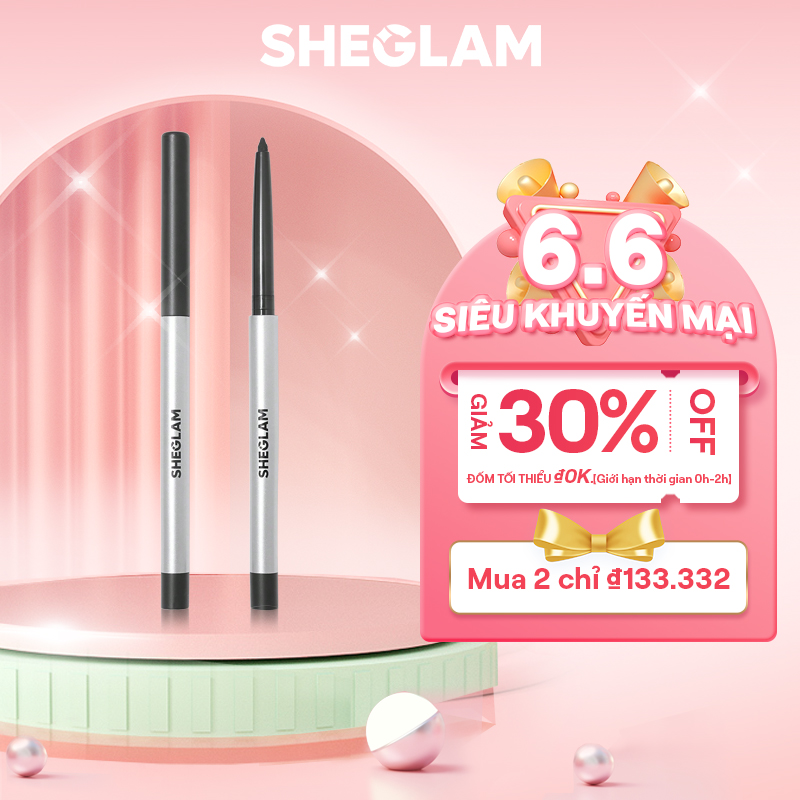 SHEGLAM
SHEGLAM
SHEGLAM
6.6
SIÊU KHUYẾN MẠI
GIẢM 30% OFF
ĐỐM TỐI THIỂU ₫0K.[Giới hạn thời gian 0h-2h]
Mua 2 chỉ ₫133.332